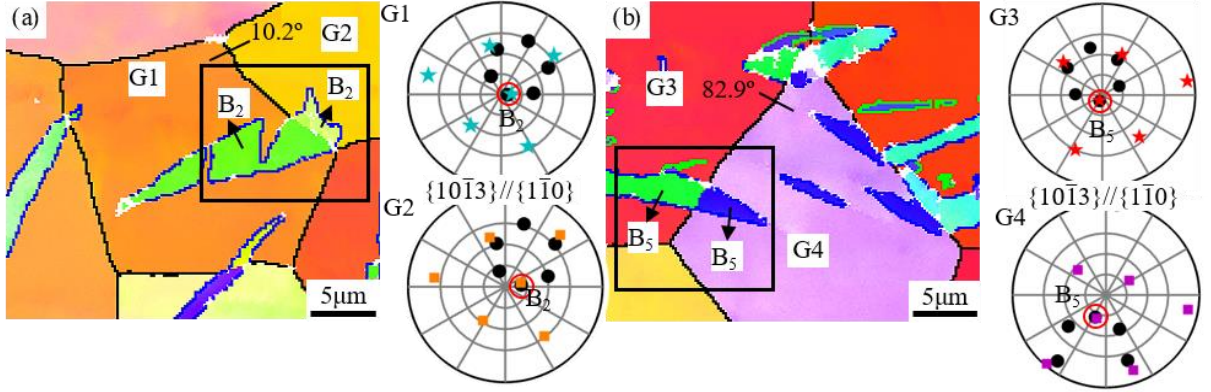 (a)
10.2º
G2
G1
B₂
B₂
5μm
G1
B₂
G2
{101̄3}//{11̄0}
B₂
(b)
G3
82.9º
B₅
B₅
G4
5μm
G3
B₅
{101̄3}//{11̄0}
G4
B₅